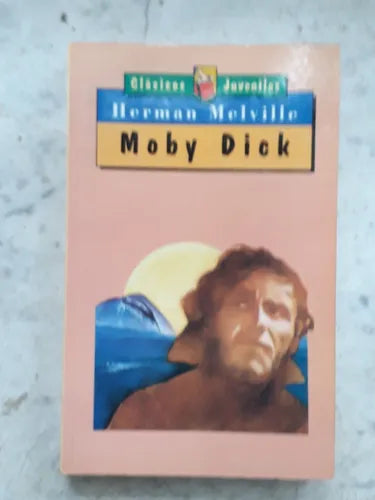 Clásicos Juveniles
Herman Melville
Moby Dick